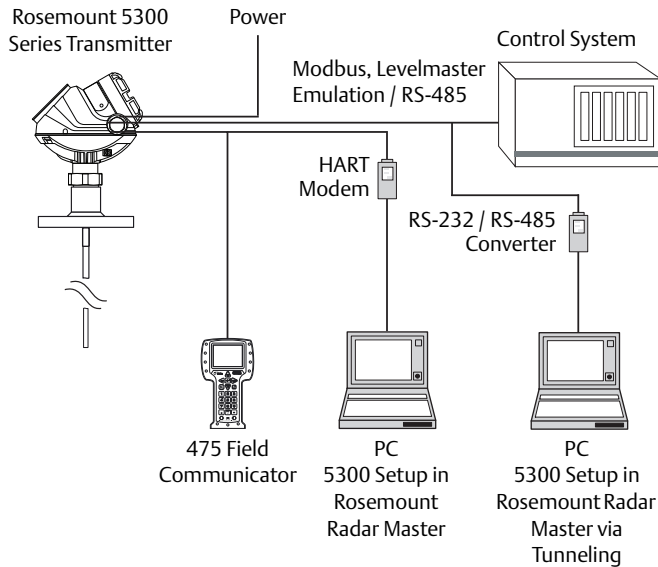 Rosemount 5300
Series Transmitter
Power
Control System
Modbus, Levelmaster
Emulation / RS-485
HART
Modem
RS-232 / RS-485
Converter
475 Field
Communicator
PC
5300 Setup in
Rosemount
Radar Master
PC
5300 Setup in
Rosemount Radar
Master via
Tunneling